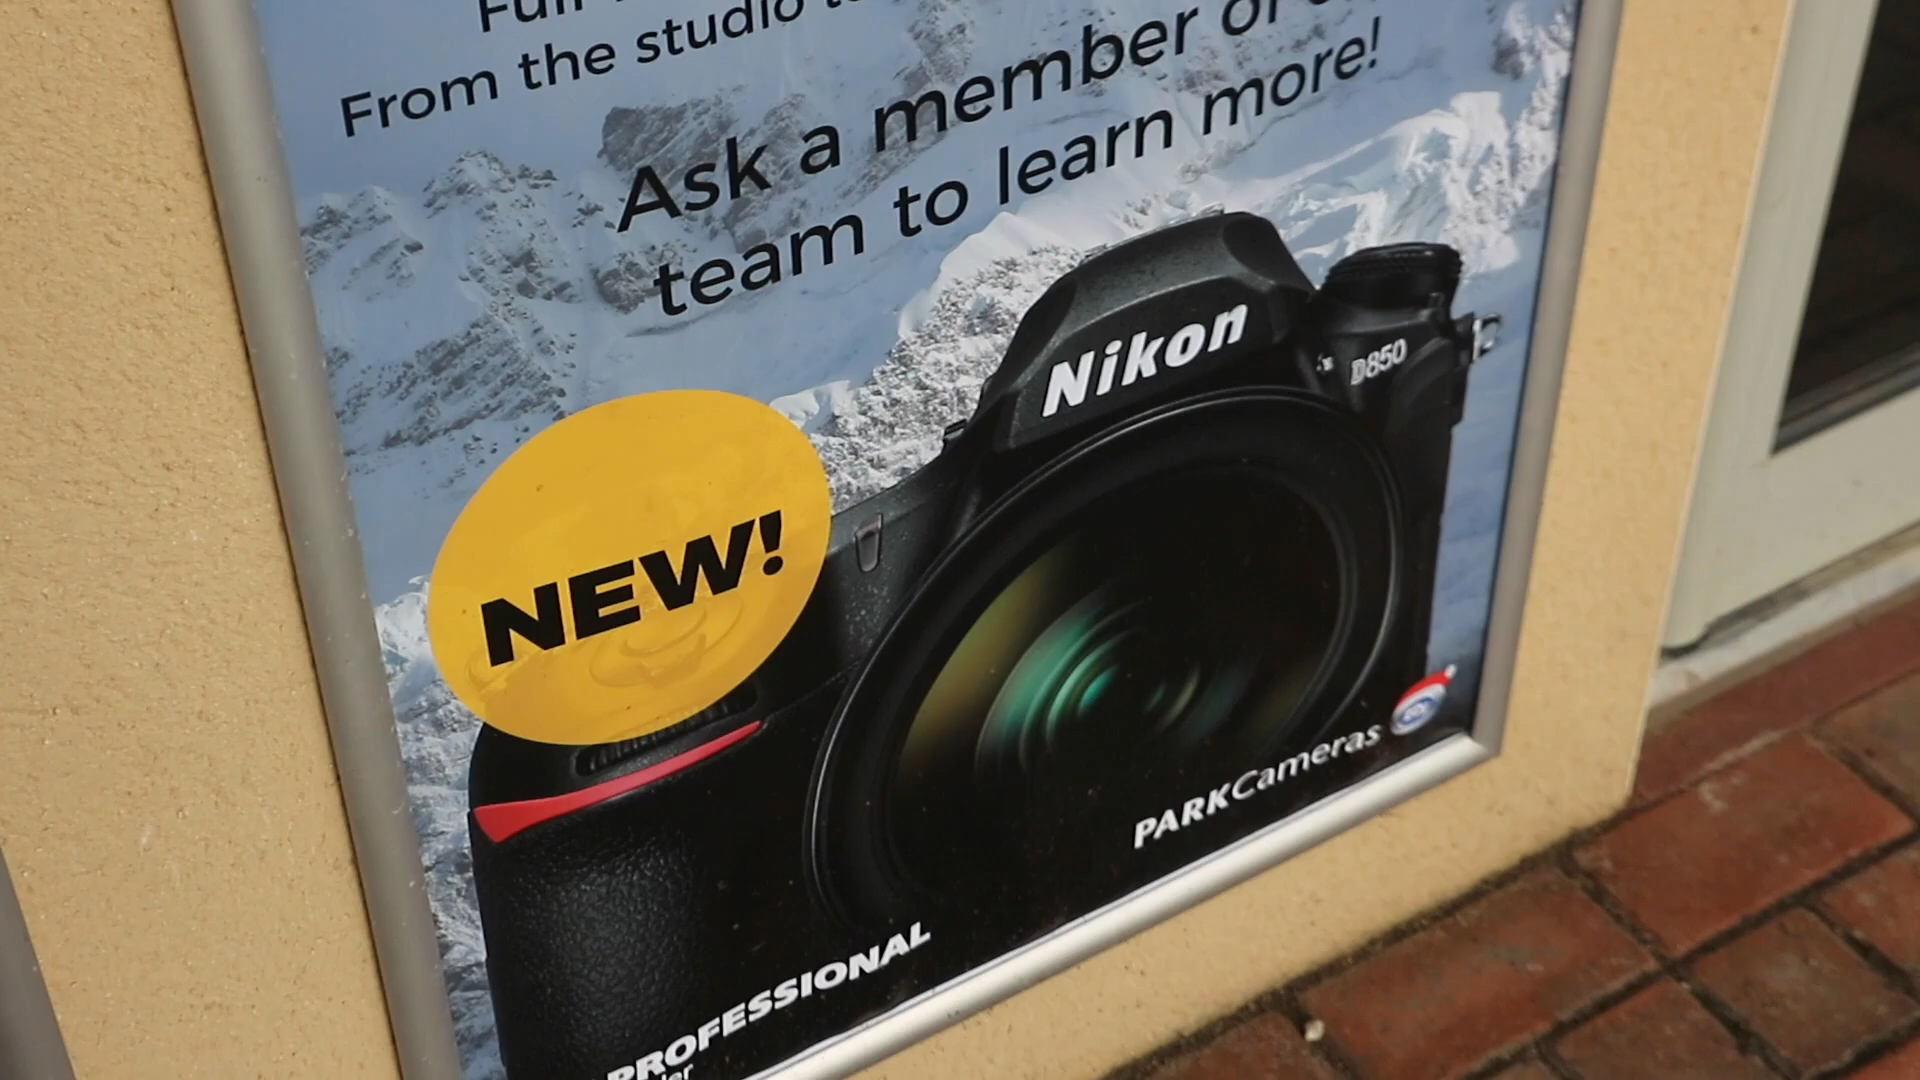 From the studio
Ask a member of
team to learn more!
Nikon
D850
NEW!
PARKCameras
PROFESSIONAL